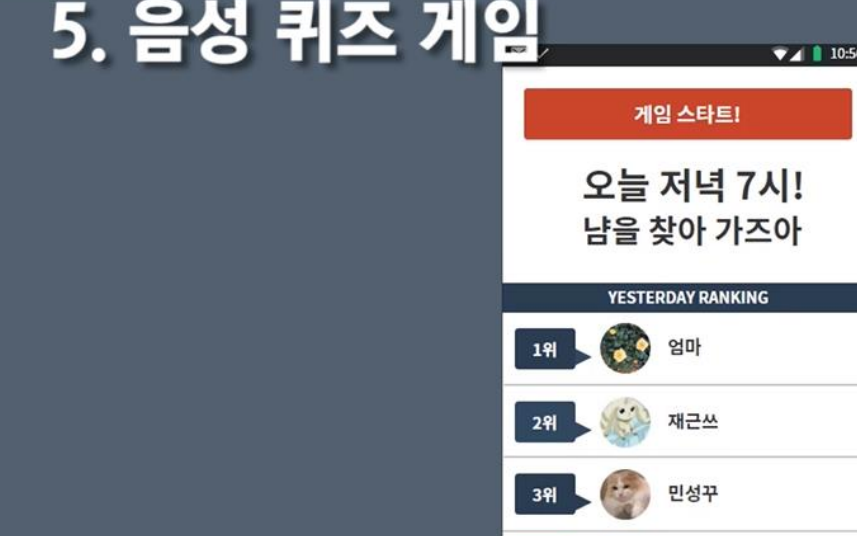 5. 음성 퀴즈 게임
게임 스타트!
오늘 저녁 7시!
냠을 찾아 가즈아
YESTERDAY RANKING
1위 엄마
2위 재근쓰
3위 민성꾸